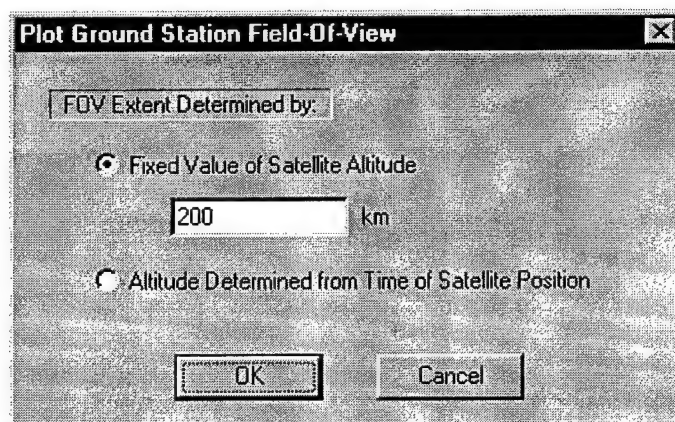 Plot Ground Station Field-Of-View
FOV Extent Determined by:
Fixed Value of Satellite Altitude
200 km
Altitude Determined from Time of Satellite Position
OK Cancel